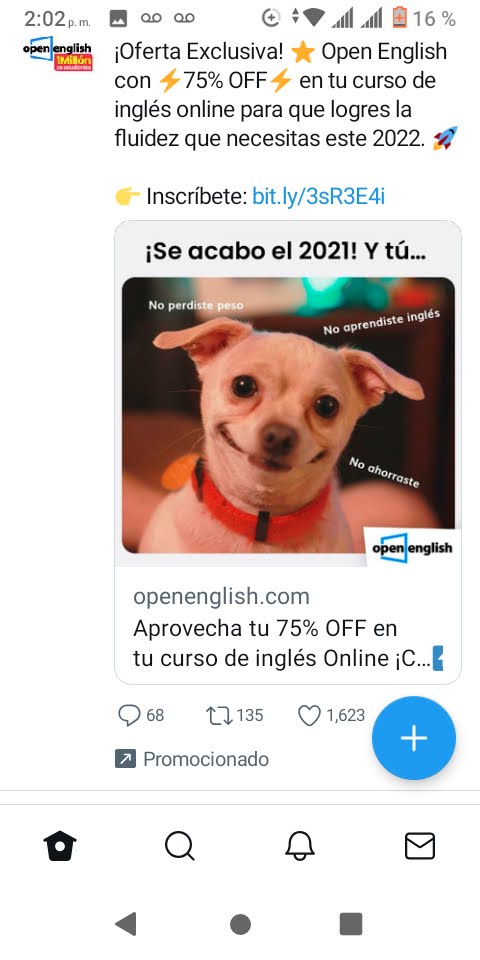 2:02 p. m.
16 %
open english
1Millón
de estudiantes
¡Oferta Exclusiva! ⭐ Open English
con ⚡75% OFF⚡ en tu curso de
inglés online para que logres la
fluidez que necesitas este 2022. 🚀
👉 Inscríbete: bit.ly/3sR3E4i
¡Se acabo el 2021! Y tú...
No perdiste peso
No aprendiste inglés
No ahorraste
open english
openenglish.com
Aprovecha tu 75% OFF en
tu curso de inglés Online ¡C...
68
135
1,623
Promocionado